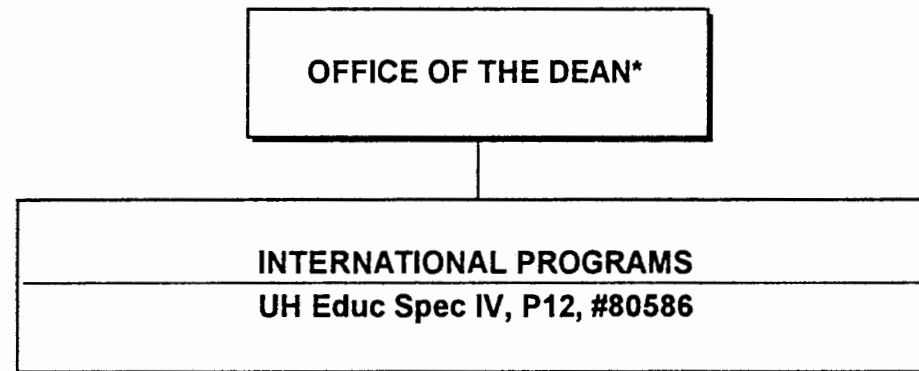 OFFICE OF THE DEAN*
INTERNATIONAL PROGRAMS
UH Educ Spec IV, P12, #80586